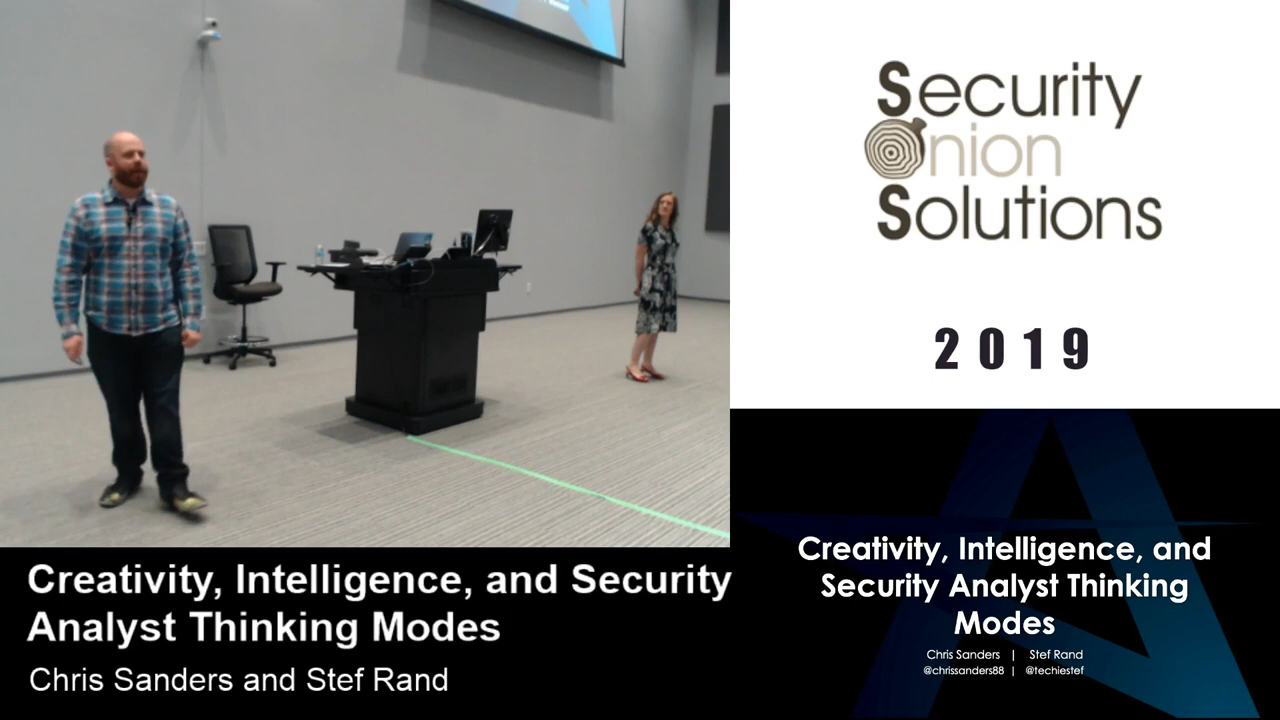 Security
Onion
Solutions
2019
Creativity, Intelligence, and Security
Analyst Thinking Modes
Chris Sanders and Stef Rand
Creativity, Intelligence, and
Security Analyst Thinking
Modes
Chris Sanders | Stef Rand
@chrissanders88 | @techiestef